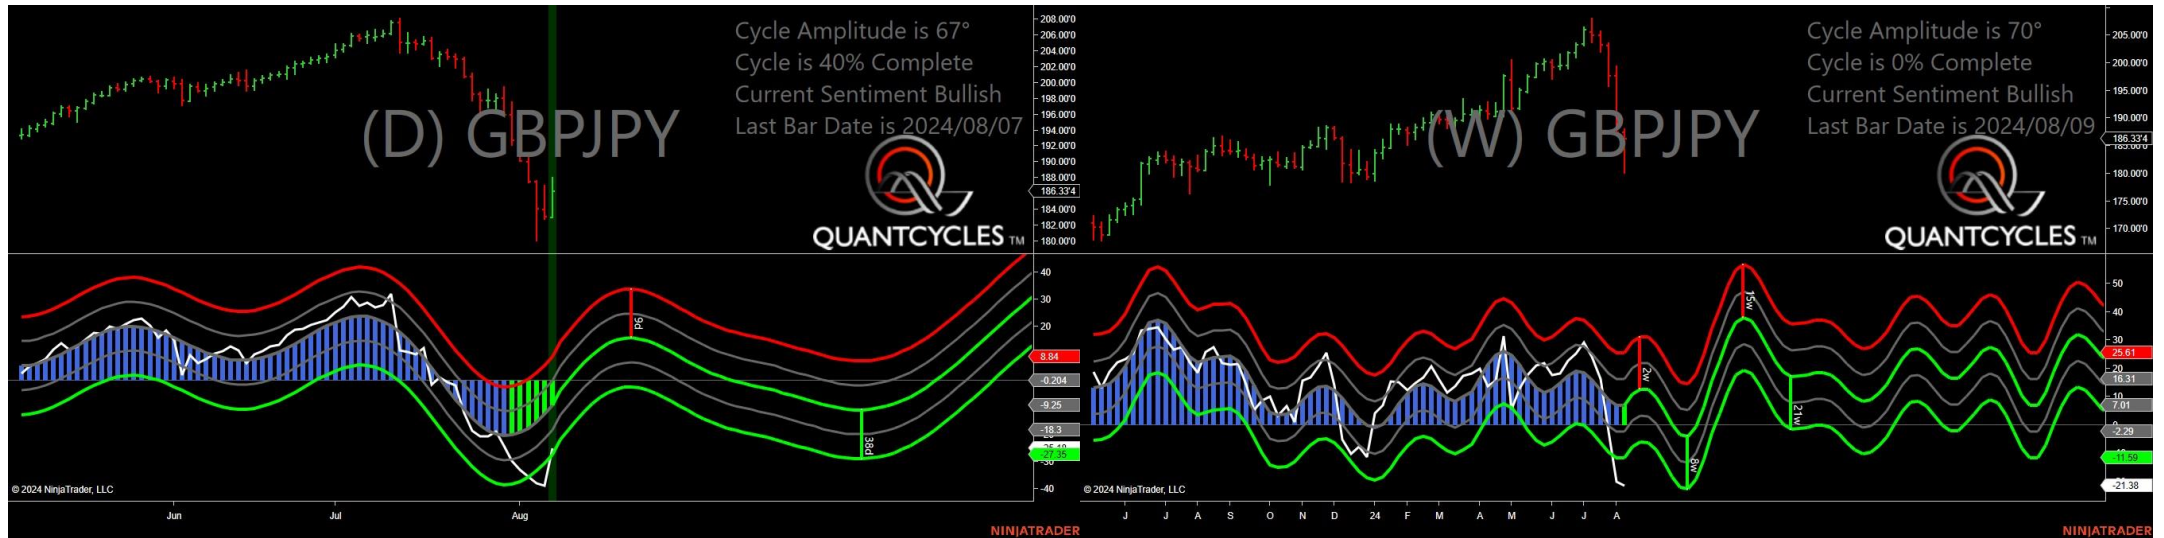 Cycle Amplitude is 67°
Cycle is 40% Complete
Current Sentiment Bullish
Last Bar Date is 2024/08/07
(D) GBPJPY
QUANTCYCLES TM
208.00'0
206.00'0
204.00'0
202.00'0
200.00'0
198.00'0
196.00'0
194.00'0
192.00'0
190.00'0
188.00'0
186.33'4
184.00'0
182.00'0
180.00'0
40
30
20
8.84
-0.204
-9.25
-18.3
-27.35
-30
-40
9d
38d
© 2024 NinjaTrader, LLC
Jun
Jul
Aug
NINJATRADER
Cycle Amplitude is 70°
Cycle is 0% Complete
Current Sentiment Bullish
Last Bar Date is 2024/08/09
(W) GBPJPY
QUANTCYCLES TM
205.00'0
200.00'0
195.00'0
190.00'0
186.33'4
185.00'0
180.00'0
175.00'0
170.00'0
50
40
30
25.61
20
16.31
10
7.01
-2.29
-11.59
-21.38
2w
8w
15w
21w
© 2024 NinjaTrader, LLC
J J A S O N D 24 F M A M J J A
NINJATRADER